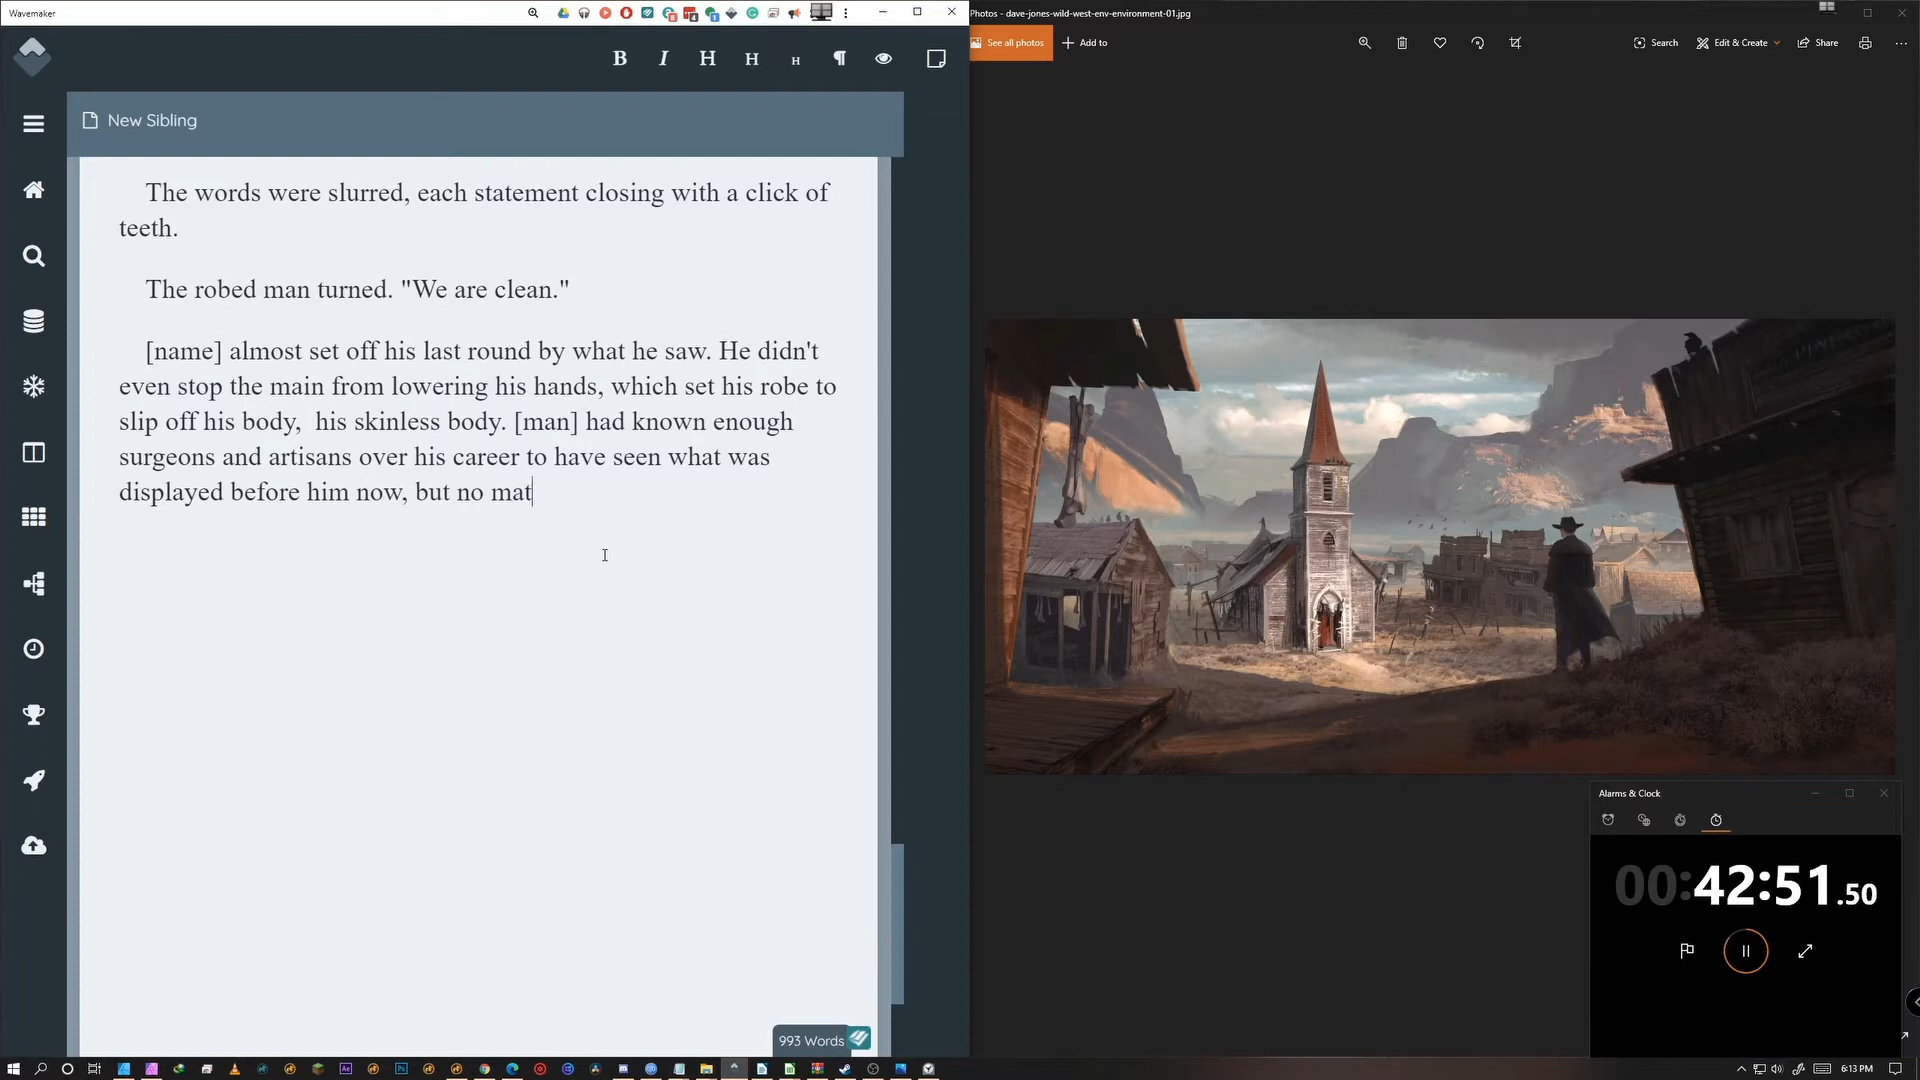 Wavemaker
Photos - dave-jones-wild-west-env-environment-01.jpg
See all photos
Add to
Search
Edit & Create
Share
B I H H H ¶
New Sibling
The words were slurred, each statement closing with a click of
teeth.
The robed man turned. "We are clean."
[name] almost set off his last round by what he saw. He didn't
even stop the main from lowering his hands, which set his robe to
slip off his body,  his skinless body. [man] had known enough
surgeons and artisans over his career to have seen what was
displayed before him now, but no mat
993 Words
Alarms & Clock
00:42:51.50
6:13 PM